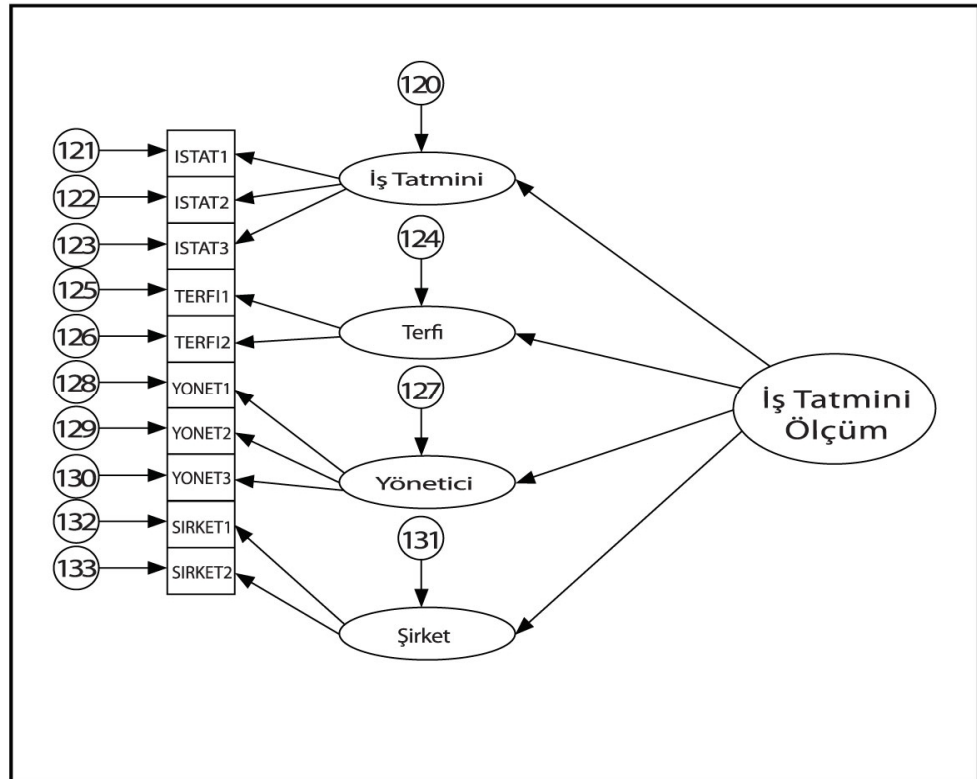 120
121
ISTAT1
İş Tatmini
122
ISTAT2
123
ISTAT3
124
125
TERFI1
Terfi
126
TERFI2
128
YONET1
127
İş Tatmini
Ölçüm
129
YONET2
130
YONET3
Yönetici
132
SIRKET1
131
133
SIRKET2
Şirket